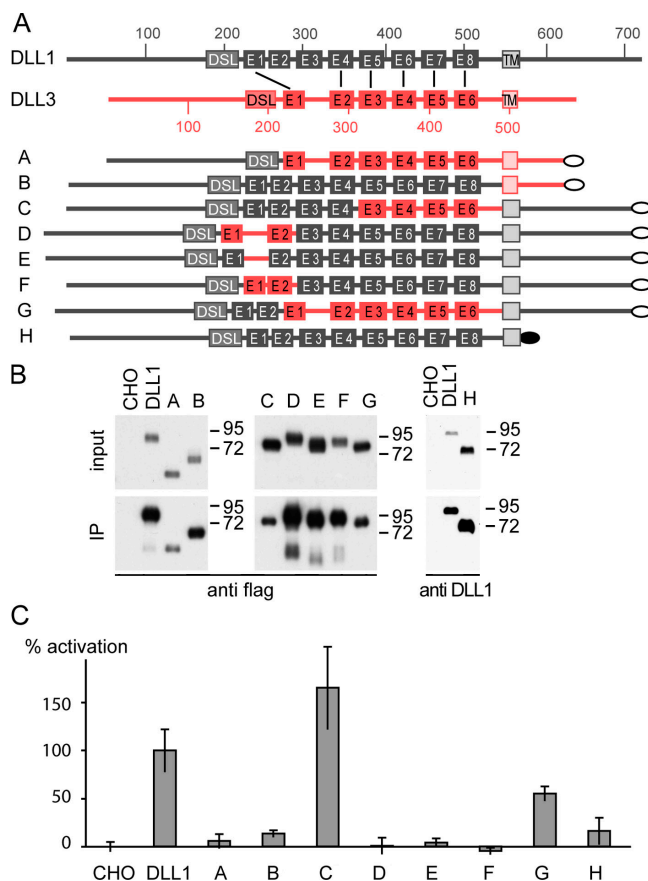 A
100 200 300 400 500 600 700
DLL1 DSL E1 E2 E3 E4 E5 E6 E7 E8 TM
DLL3 DSL E1 E2 E3 E4 E5 E6 TM
100 200 300 400 500
A DSL E1 E2 E3 E4 E5 E6
B DSL E1 E2 E3 E4 E5 E6 E7 E8
C DSL E1 E2 E3 E4 E3 E4 E5 E6
D DSL E1 E2 E3 E4 E5 E6 E7 E8
E DSL E1 E2 E3 E4 E5 E6 E7 E8
F DSL E1 E2 E3 E4 E5 E6 E7 E8
G DSL E1 E2 E1 E2 E3 E4 E5 E6
H DSL E1 E2 E3 E4 E5 E6 E7 E8
B
CHO DLL1 A B C D E F G CHO DLL1 H
input -95 -72 -95 -72 -95 -72
IP -95 -72 -95 -72 -95 -72
anti flag anti DLL1
C
% activation
150
100
50
0
CHO DLL1 A B C D E F G H